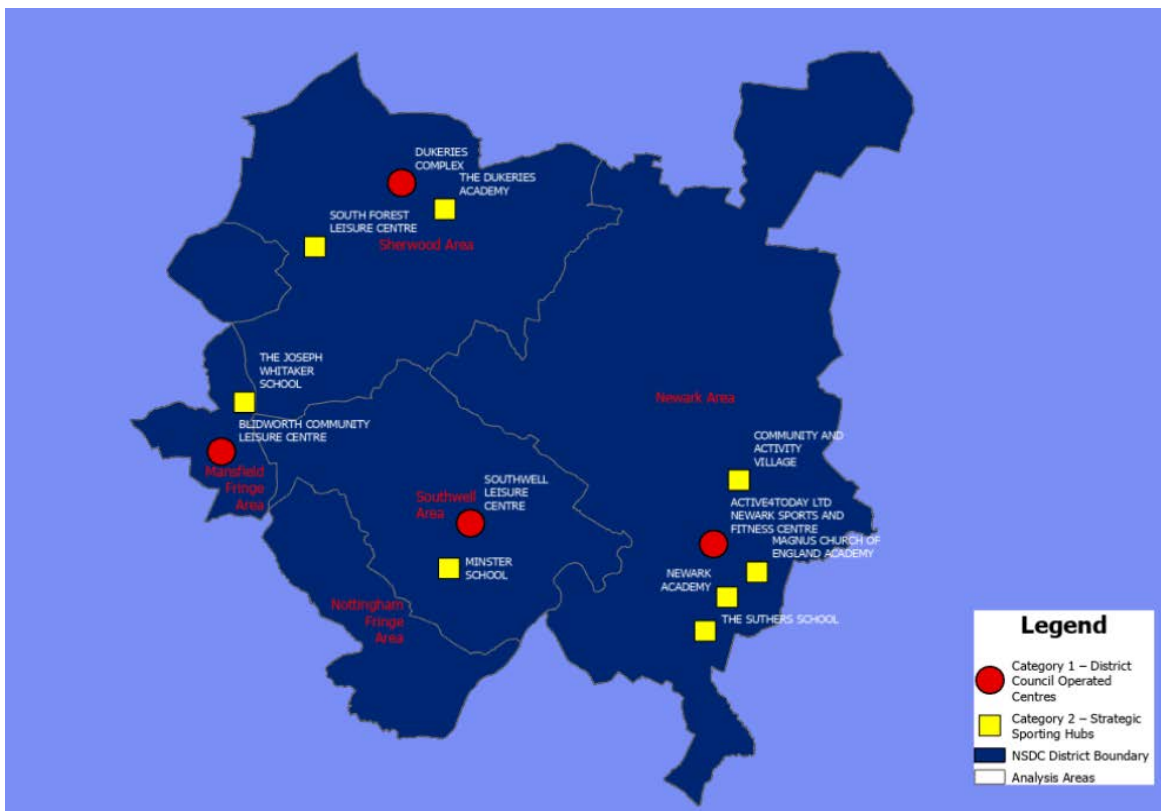 DUKERIES
COMPLEX
THE DUKERIES
ACADEMY
SOUTH FOREST
LEISURE CENTRE
Sherwood Area
THE JOSEPH
WHITAKER
SCHOOL
BLIDWORTH COMMUNITY
LEISURE CENTRE
Mansfield
Fringe
Area
Newark Area
COMMUNITY AND
ACTIVITY
VILLAGE
SOUTHWELL
LEISURE
CENTRE
Southwell
Area
ACTIVE4TODAY LTD
NEWARK SPORTS AND
FITNESS CENTRE
MAGNUS CHURCH OF
ENGLAND ACADEMY
MINSTER
SCHOOL
NEWARK
ACADEMY
THE SUTHERS SCHOOL
Nottingham
Fringe
Area
Legend
Category 1 – District
Council Operated
Centres
Category 2 – Strategic
Sporting Hubs
NSDC District Boundary
Analysis Areas